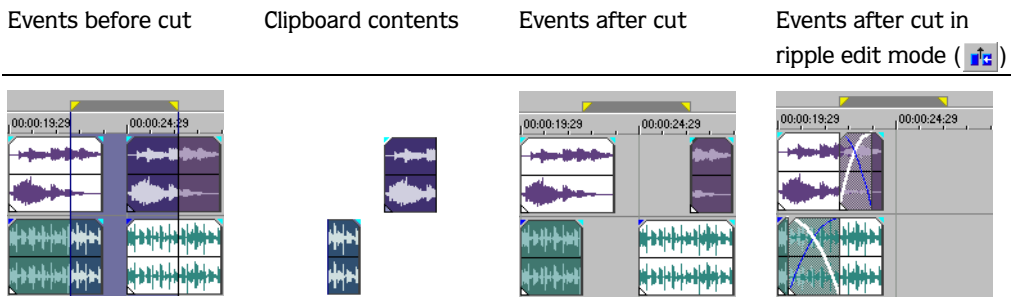 Events before cut
Clipboard contents
Events after cut
Events after cut in
ripple edit mode ( )
00:00:19:29 00:00:24:29
00:00:19:29 00:00:24:29
00:00:19:29 00:00:24:29